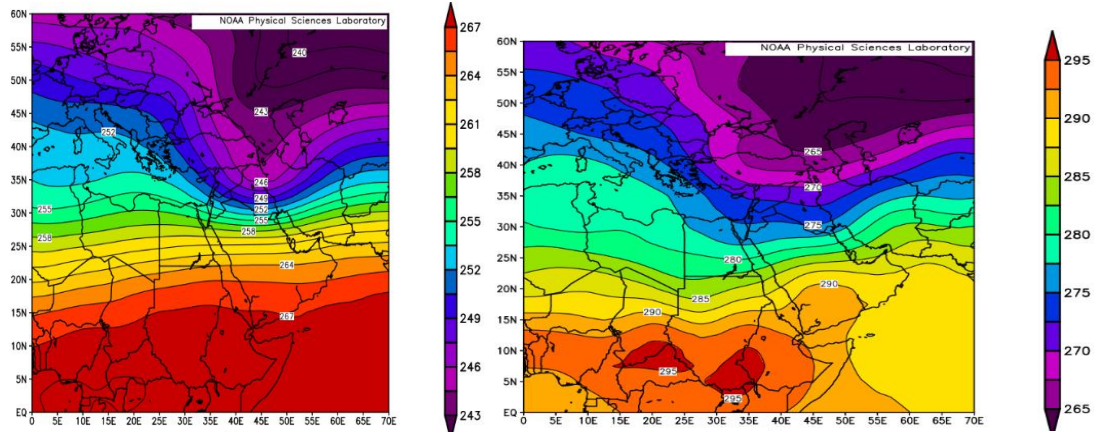 NOAA Physical Sciences Laboratory
60N
55N
50N
45N
40N
35N
30N
25N
20N
15N
10N
5N
EQ
0
5E
10E
15E
20E
25E
30E
35E
40E
45E
50E
55E
60E
65E
70E
240
243
252
246
249
252
255
255
258
258
264
267
267
264
261
258
255
252
249
246
243
NOAA Physical Sciences Laboratory
60N
55N
50N
45N
40N
35N
30N
25N
20N
15N
10N
5N
EQ
0
5E
10E
15E
20E
25E
30E
35E
40E
45E
50E
55E
60E
65E
70E
265
270
275
280
285
290
290
295
295
295
290
285
280
275
270
265